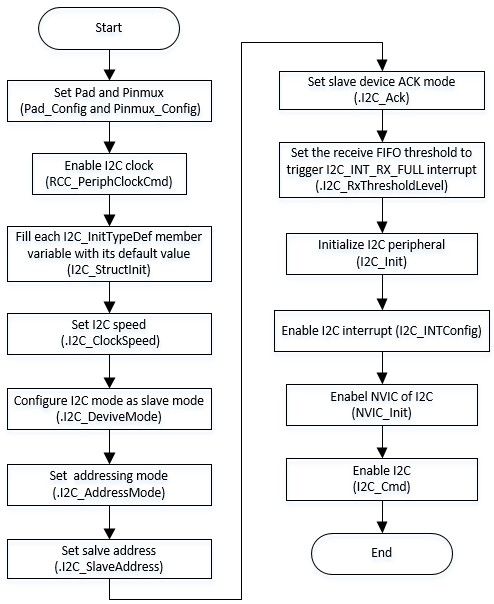 Start
Set Pad and Pinmux
(Pad_Config and Pinmux_Config)
Enable I2C clock
(RCC_PeriphClockCmd)
Fill each I2C_InitTypeDef member
variable with its default value
(I2C_StructInit)
Set I2C speed
(.I2C_ClockSpeed)
Configure I2C mode as slave mode
(.I2C_DeviveMode)
Set  addressing mode
(.I2C_AddressMode)
Set salve address
(.I2C_SlaveAddress)
Set slave device ACK mode
(.I2C_Ack)
Set the receive FIFO threshold to
trigger I2C_INT_RX_FULL interrupt
(.I2C_RxThresholdLevel)
Initialize I2C peripheral
(I2C_Init)
Enable I2C interrupt (I2C_INTConfig)
Enabel NVIC of I2C
(NVIC_Init)
Enable I2C
(I2C_Cmd)
End